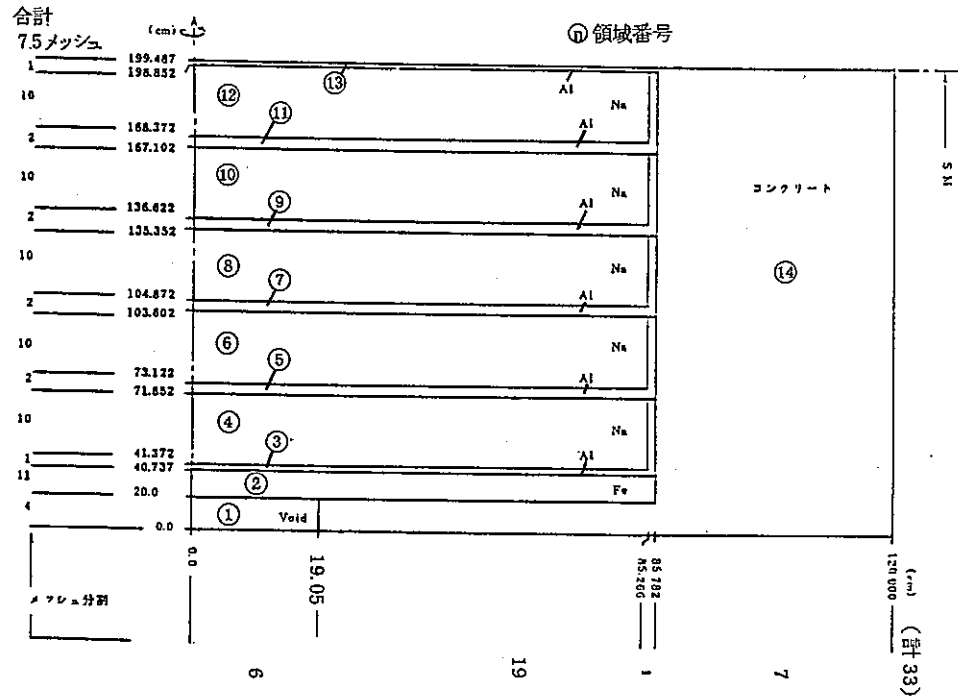 合計
7.5メッシュ
(cm)
ⓝ領域番号
1
199.487
198.852
⑬
Al
⑫
Na
10
⑪
Al
168.372
2
167.102
10
⑩
Na
コンクリート
⑨
Al
136.622
2
135.352
10
⑧
Na
⑭
⑦
Al
104.872
2
103.602
10
⑥
Na
⑤
Al
73.122
2
71.852
10
④
Na
③
Al
41.372
1
40.737
11
②
Fe
20.0
4
①
Void
0.0
メッシュ分割
0.0
19.05
85.266
85.782
120.000
(cm)
6
19
1
7
(計33)